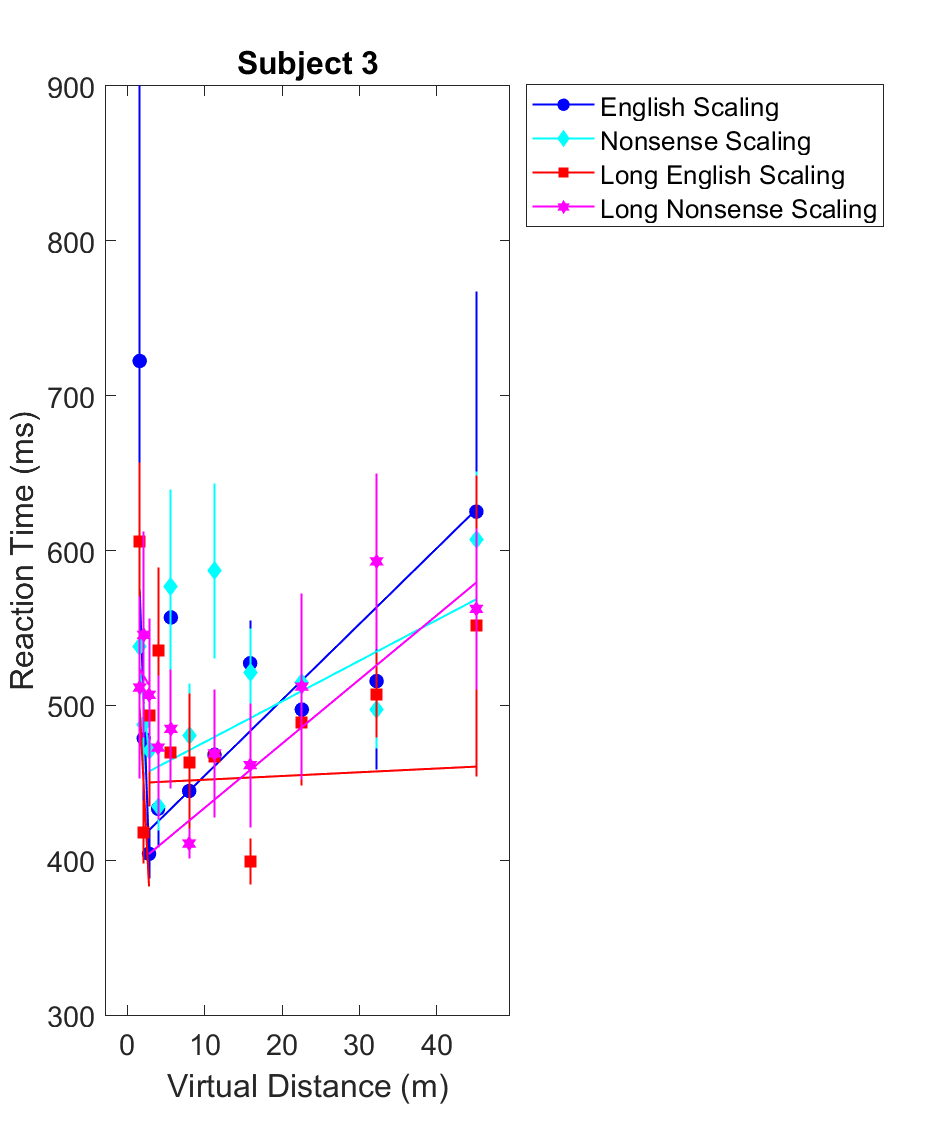 Subject 3
English Scaling
Nonsense Scaling
Long English Scaling
Long Nonsense Scaling
Reaction Time (ms)
900
800
700
600
500
400
300
0 10 20 30 40
Virtual Distance (m)